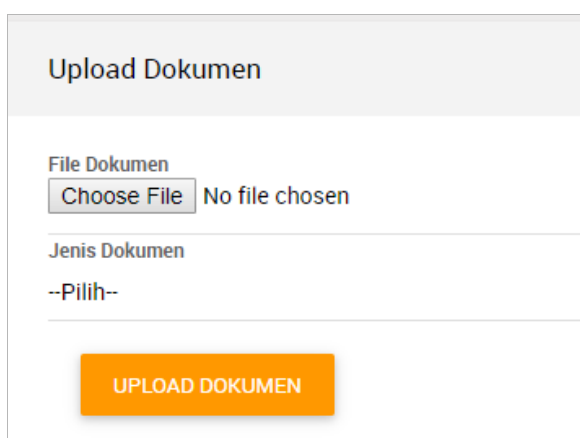 Upload Dokumen
File Dokumen
Choose File No file chosen
Jenis Dokumen
--Pilih--
UPLOAD DOKUMEN